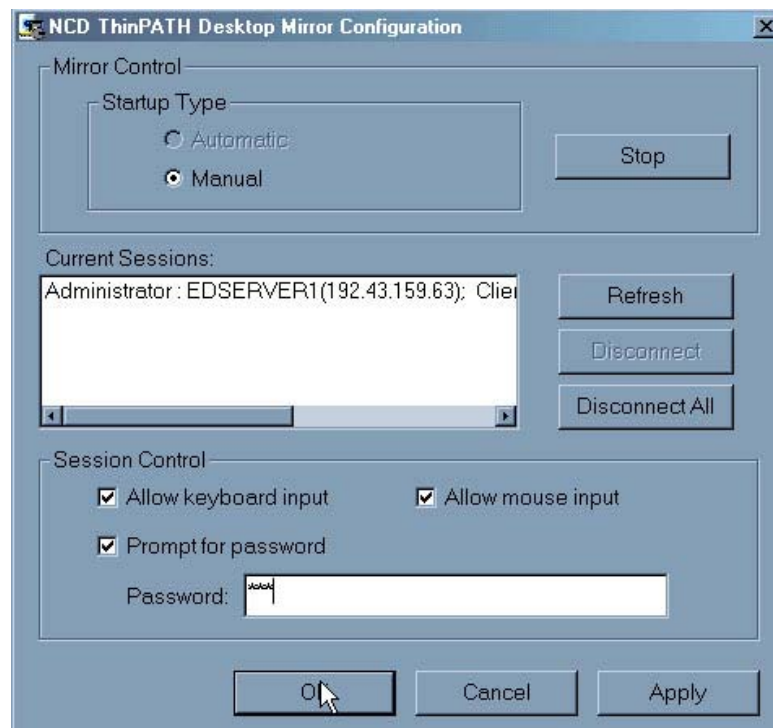 NCD ThinPATH Desktop Mirror Configuration
Mirror Control
Startup Type
Automatic
Manual
Stop
Current Sessions:
Administrator : EDSERVER1(192.43.159.63); Clier
Refresh
Disconnect
Disconnect All
Session Control
Allow keyboard input
Allow mouse input
Prompt for password
Password: ***
Cancel
Apply